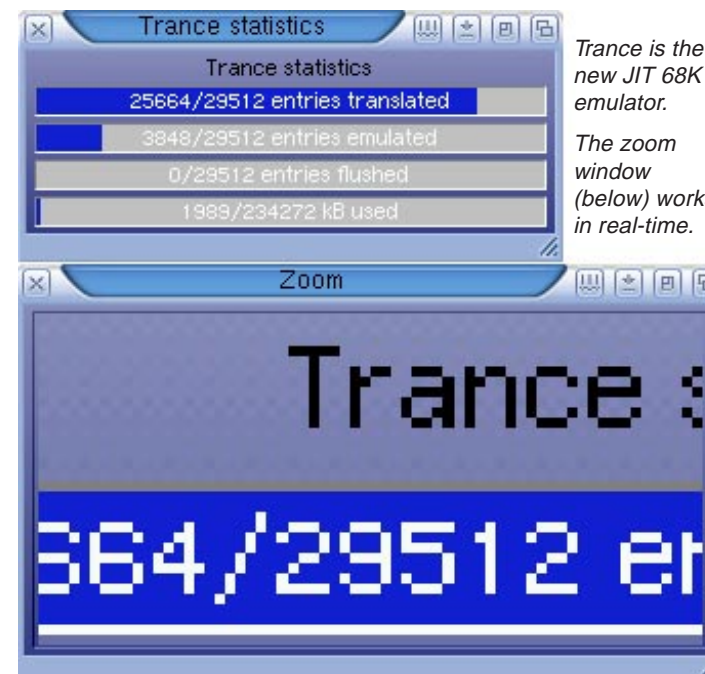 Trance statistics
Trance statistics
25664/29512 entries translated
3848/29512 entries emulated
0/29512 entries flushed
1989/234272 kB used
Trance is the
new JIT 68K
emulator.
The zoom
window
(below) work
in real-time.
Zoom
Trance s
664/29512 er